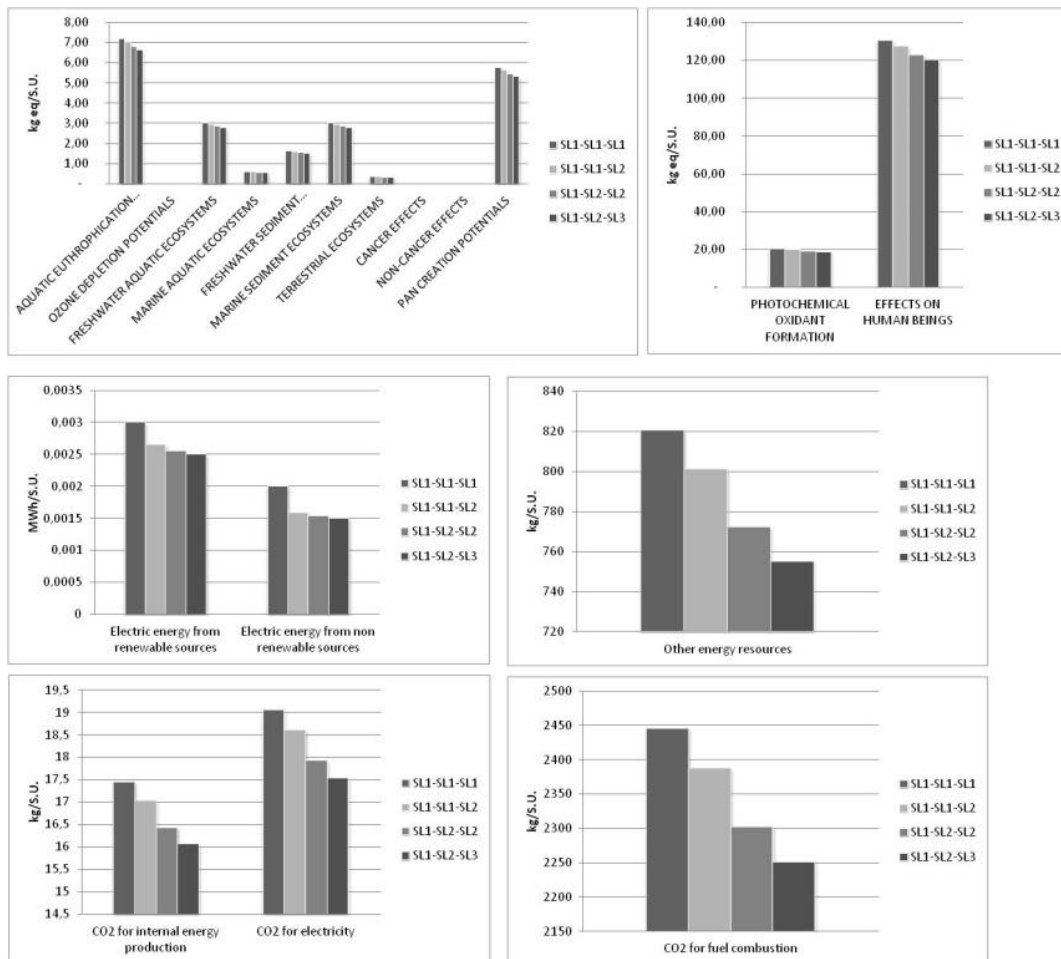 8,00
7,00
6,00
5,00
4,00
3,00
2,00
1,00
-
kg eq/S.U.
AQUATIC EUTHROPHICATION...
OZONE DEPLETION POTENTIALS
FRESHWATER AQUATIC ECOSYSTEMS
MARINE AQUATIC ECOSYSTEMS
FRESHWATER SEDIMENT...
MARINE SEDIMENT ECOSYSTEMS
TERRESTRIAL ECOSYSTEMS
CANCER EFFECTS
NON-CANCER EFFECTS
PAN CREATION POTENTIALS
SL1-SL1-SL1
SL1-SL1-SL2
SL1-SL2-SL2
SL1-SL2-SL3
140,00
120,00
100,00
80,00
60,00
40,00
20,00
-
kg eq/S.U.
PHOTOCHEMICAL
OXIDANT
FORMATION
EFFECTS ON
HUMAN BEINGS
SL1-SL1-SL1
SL1-SL1-SL2
SL1-SL2-SL2
SL1-SL2-SL3
0,0035
0,003
0,0025
0,002
0,0015
0,001
0,0005
0
MWh/S.U.
Electric energy from
renewable sources
Electric energy from non
renewable sources
SL1-SL1-SL1
SL1-SL1-SL2
SL1-SL2-SL2
SL1-SL2-SL3
840
820
800
780
760
740
720
kg/S.U.
Other energy resources
SL1-SL1-SL1
SL1-SL1-SL2
SL1-SL2-SL2
SL1-SL2-SL3
19,5
19
18,5
18
17,5
17
16,5
16
15,5
15
14,5
kg/S.U.
CO2 for internal energy
production
CO2 for electricity
SL1-SL1-SL1
SL1-SL1-SL2
SL1-SL2-SL2
SL1-SL2-SL3
2500
2450
2400
2350
2300
2250
2200
2150
kg/S.U.
CO2 for fuel combustion
SL1-SL1-SL1
SL1-SL1-SL2
SL1-SL2-SL2
SL1-SL2-SL3